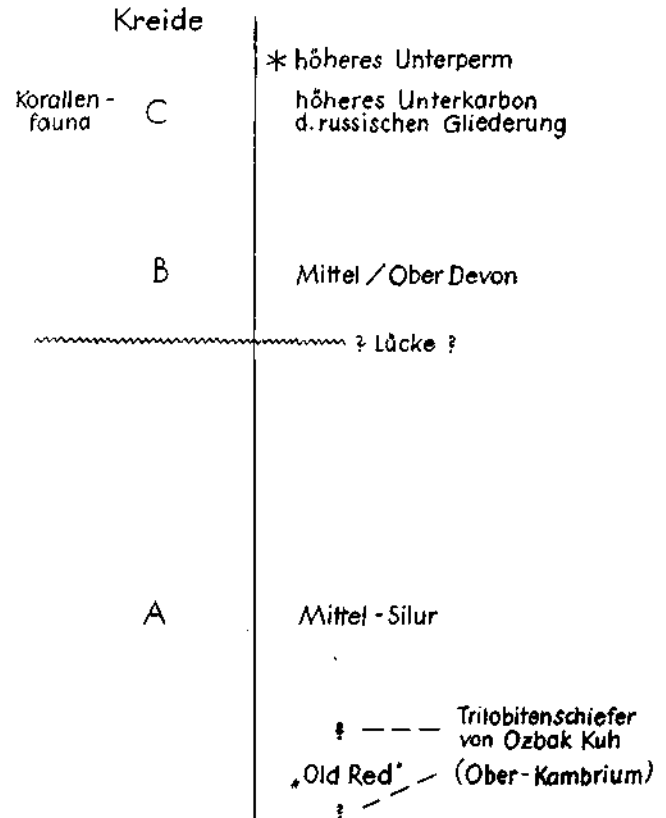 Kreide
* höheres Unterperm
Korallen-
fauna
C
höheres Unterkarbon
d. russischen Gliederung
B
Mittel / Ober Devon
? Lücke ?
A
Mittel - Silur
?
Trilobitenschiefer
von Ozbak Kuh
„Old Red"
(Ober-Kambrium)
?